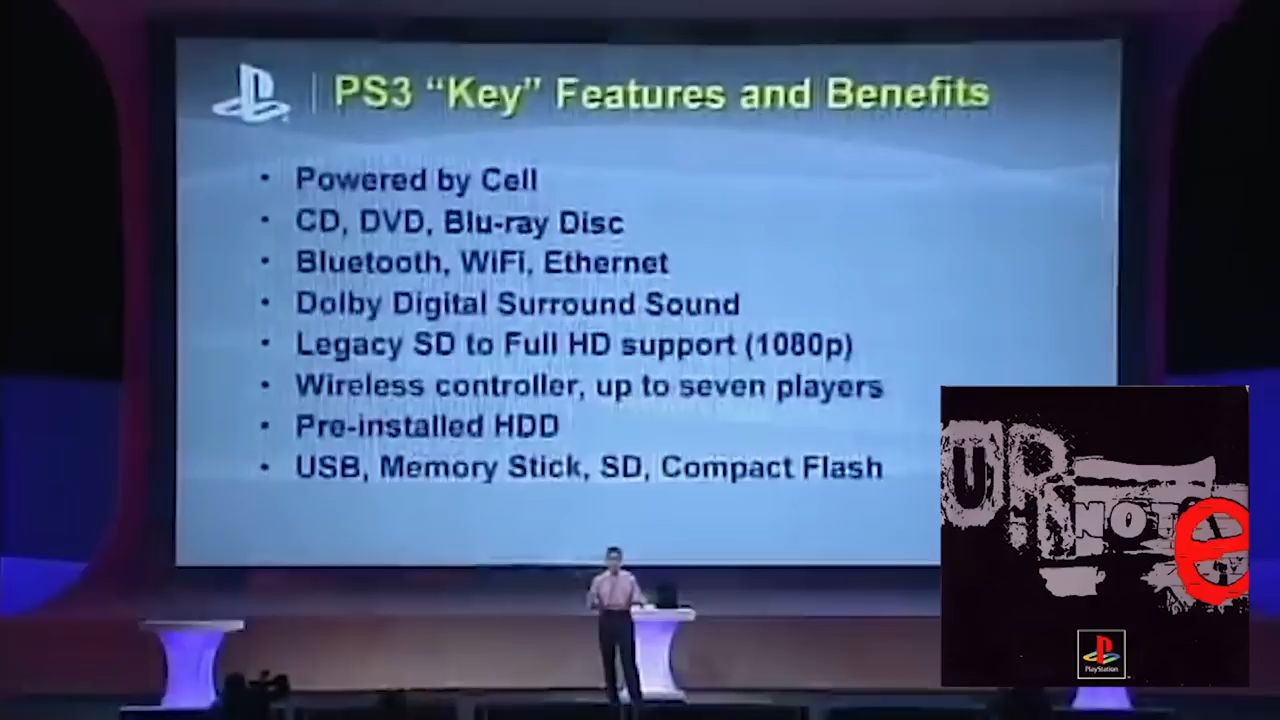 PS3 “Key” Features and Benefits
• Powered by Cell
• CD, DVD, Blu-ray Disc
• Bluetooth, WiFi, Ethernet
• Dolby Digital Surround Sound
• Legacy SD to Full HD support (1080p)
• Wireless controller, up to seven players
• Pre-installed HDD
• USB, Memory Stick, SD, Compact Flash
U R
NOT
e
PlayStation